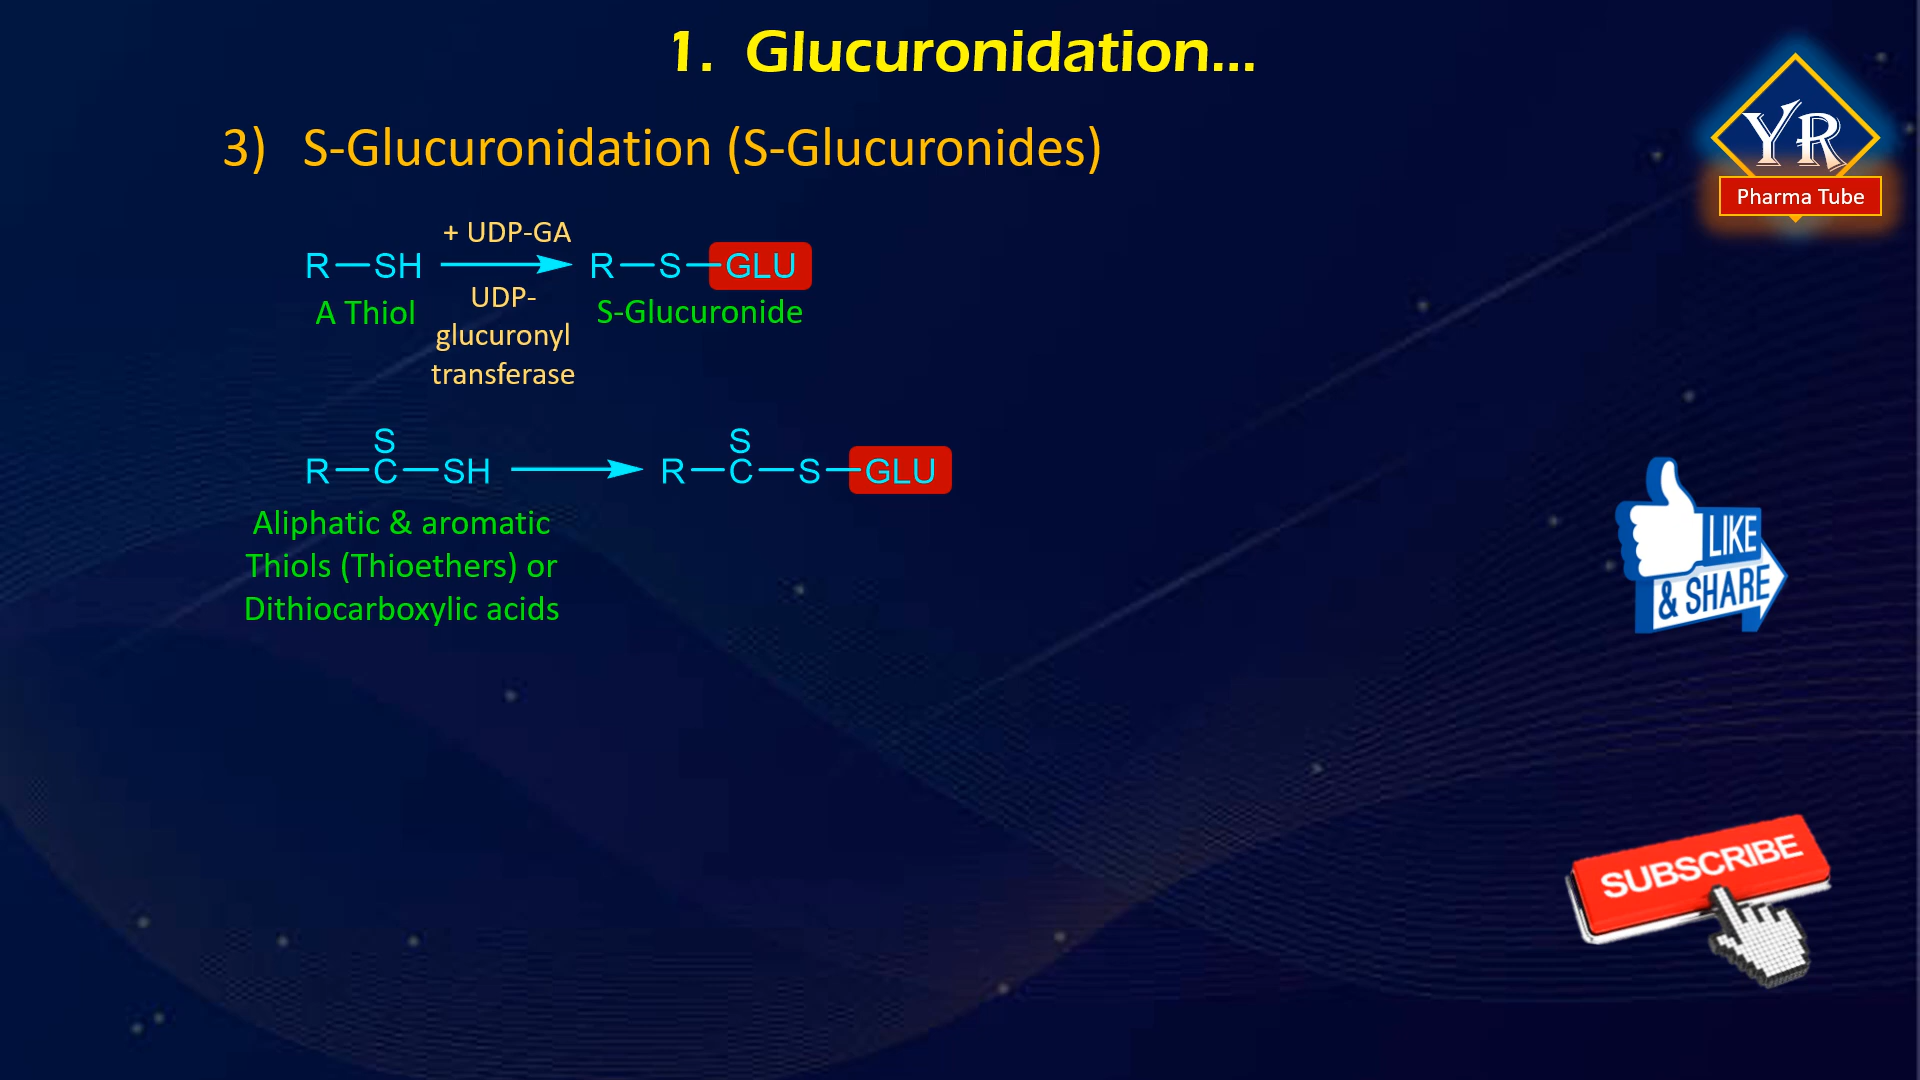 1. Glucuronidation...
YR
Pharma Tube
3) S-Glucuronidation (S-Glucuronides)
+ UDP-GA
R—SH
R—S—GLU
A Thiol
UDP-
glucuronyl
transferase
S-Glucuronide
S
R—C—SH
S
R—C—S—GLU
Aliphatic & aromatic
Thiols (Thioethers) or
Dithiocarboxylic acids
LIKE
& SHARE
SUBSCRIBE